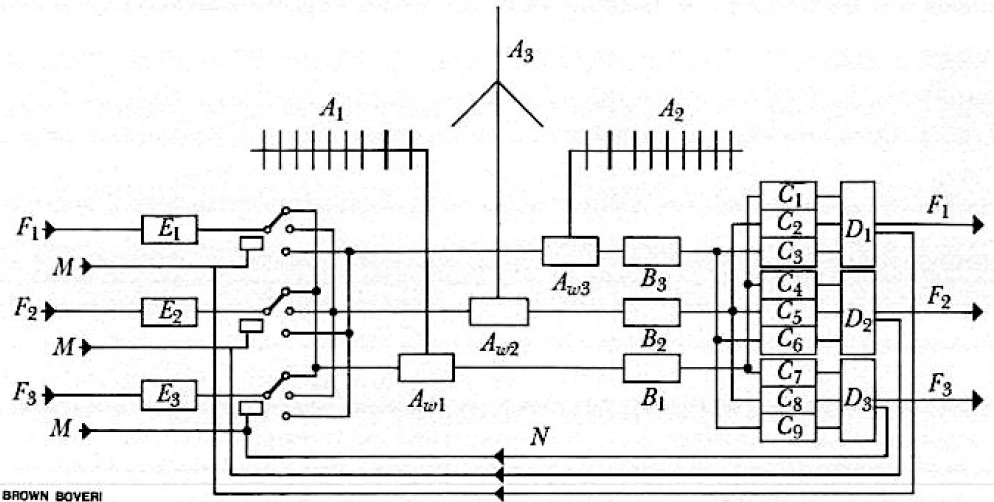 A3
A1
A2
F1
E1
M
F2
E2
M
F3
E3
M
Aw3
B3
Aw2
B2
Aw1
B1
C1
C2
C3
C4
C5
C6
C7
C8
C9
D1
D2
D3
F1
F2
F3
N
BROWN BOVERI